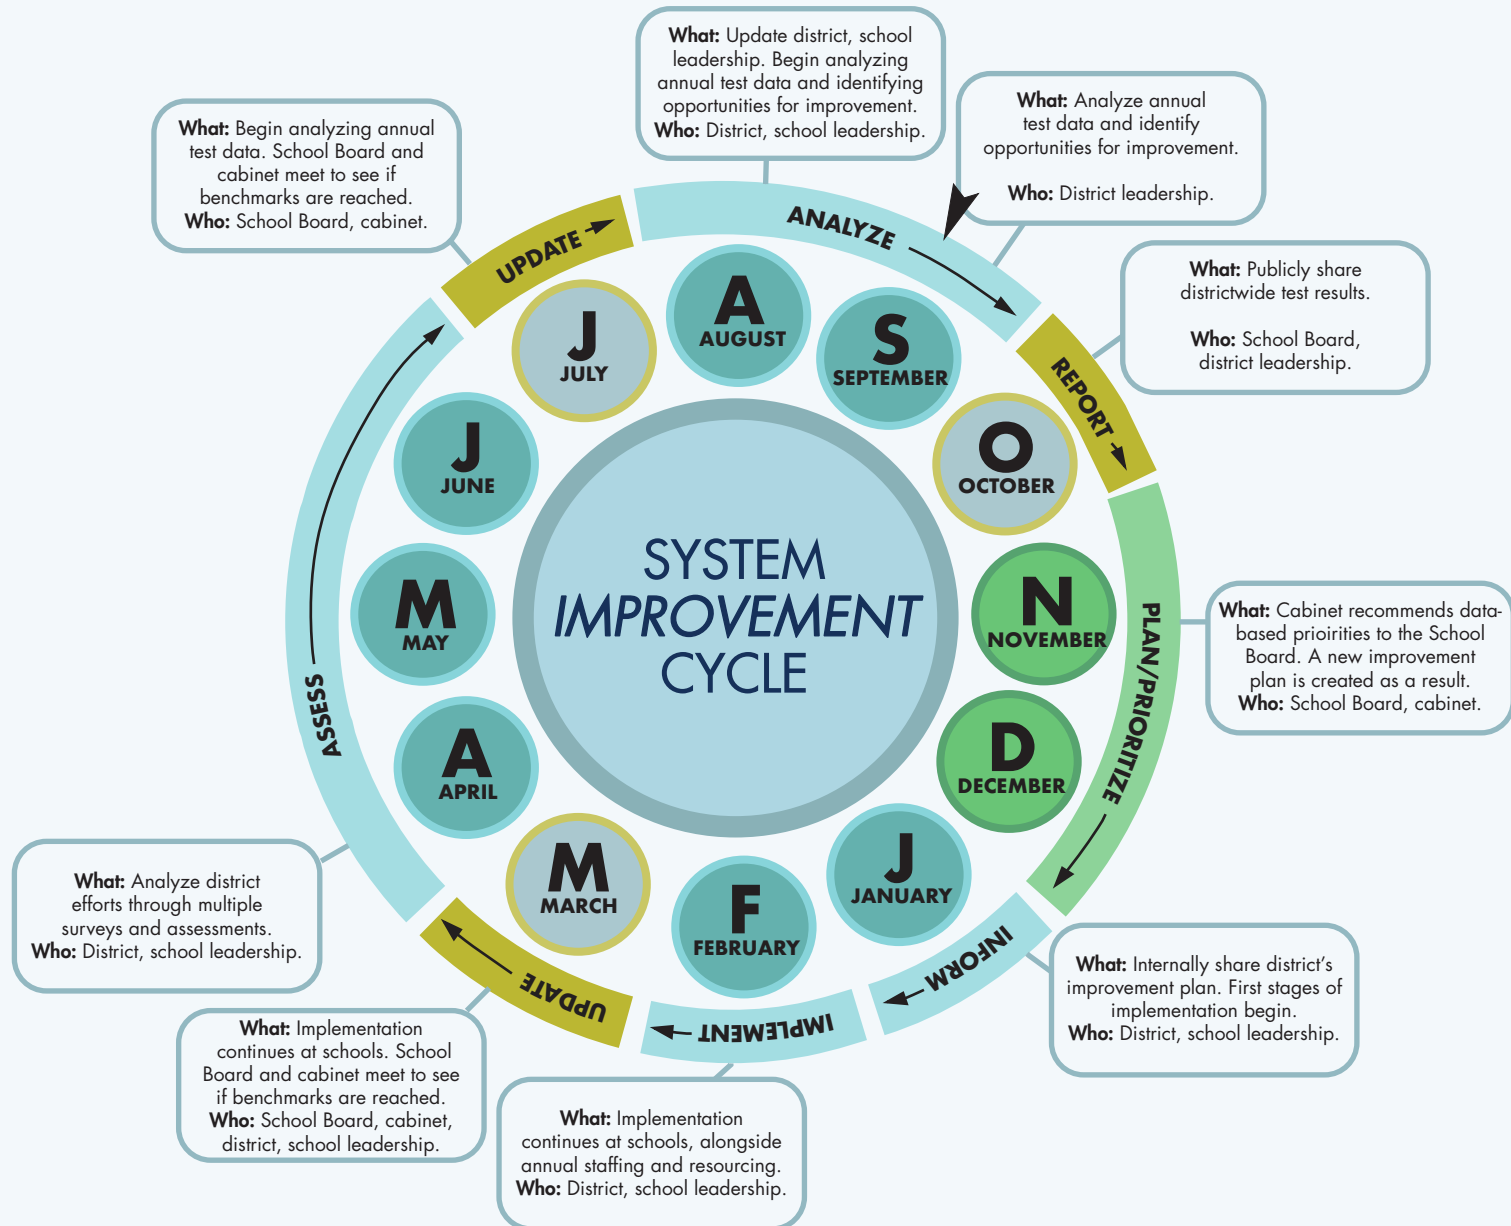 What: Update district, school
leadership. Begin analyzing
annual test data and identifying
opportunities for improvement.
Who: District, school leadership.
What: Analyze annual
test data and identify
opportunities for improvement.
Who: District leadership.
What: Begin analyzing annual
test data. School Board and
cabinet meet to see if
benchmarks are reached.
Who: School Board, cabinet.
What: Publicly share
districtwide test results.
Who: School Board,
district leadership.
UPDATE
ANALYZE
REPORT
PLAN/PRIORITIZE
INFORM
IMPLEMENT
UPDATE
ASSESS
J
JULY
A
AUGUST
S
SEPTEMBER
O
OCTOBER
N
NOVEMBER
D
DECEMBER
J
JANUARY
F
FEBRUARY
M
MARCH
A
APRIL
M
MAY
J
JUNE
SYSTEM
IMPROVEMENT
CYCLE
What: Cabinet recommends data-
based prioirities to the School
Board. A new improvement
plan is created as a result.
Who: School Board, cabinet.
What: Internally share district's
improvement plan. First stages of
implementation begin.
Who: District, school leadership.
What: Implementation
continues at schools, alongside
annual staffing and resourcing.
Who: District, school leadership.
What: Implementation
continues at schools. School
Board and cabinet meet to see
if benchmarks are reached.
Who: School Board, cabinet,
district, school leadership.
What: Analyze district
efforts through multiple
surveys and assessments.
Who: District, school leadership.